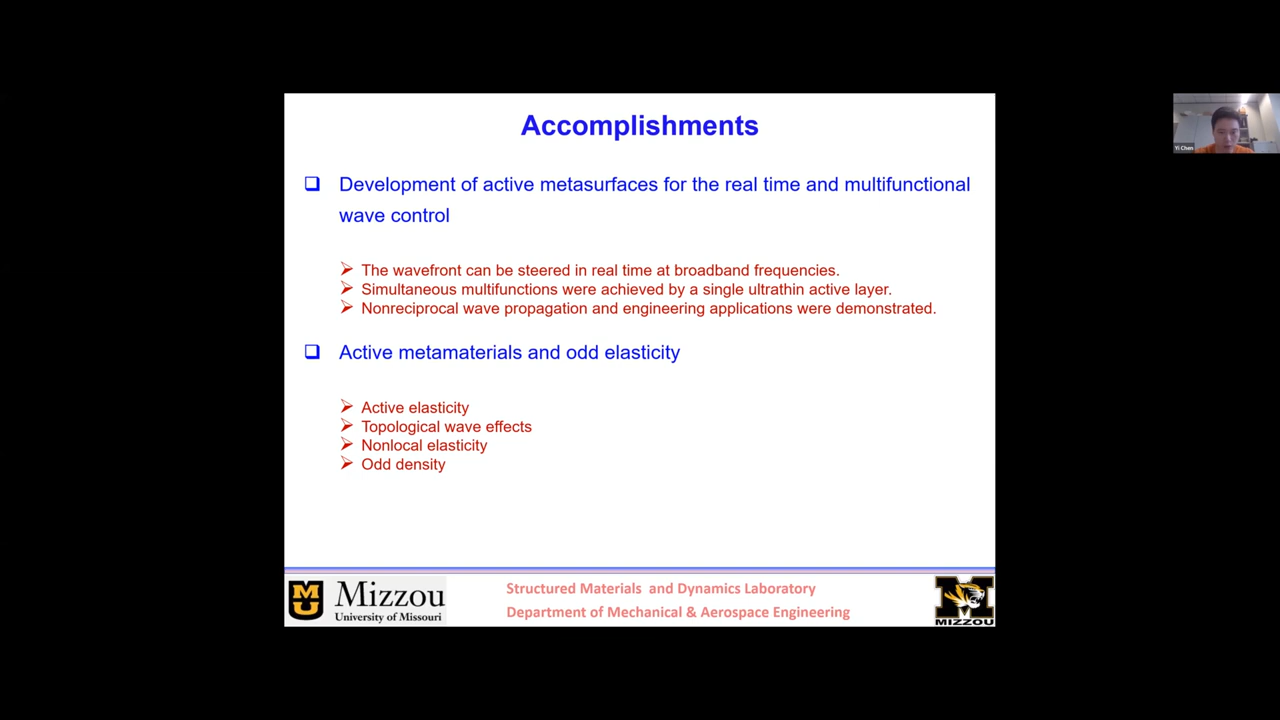 Accomplishments
Development of active metasurfaces for the real time and multifunctional
wave control
The wavefront can be steered in real time at broadband frequencies.
Simultaneous multifunctions were achieved by a single ultrathin active layer.
Nonreciprocal wave propagation and engineering applications were demonstrated.
Active metamaterials and odd elasticity
Active elasticity
Topological wave effects
Nonlocal elasticity
Odd density
MU
Mizzou
University of Missouri
Structured Materials and Dynamics Laboratory
Department of Mechanical & Aerospace Engineering
M
MIZZOU
Yi Chen